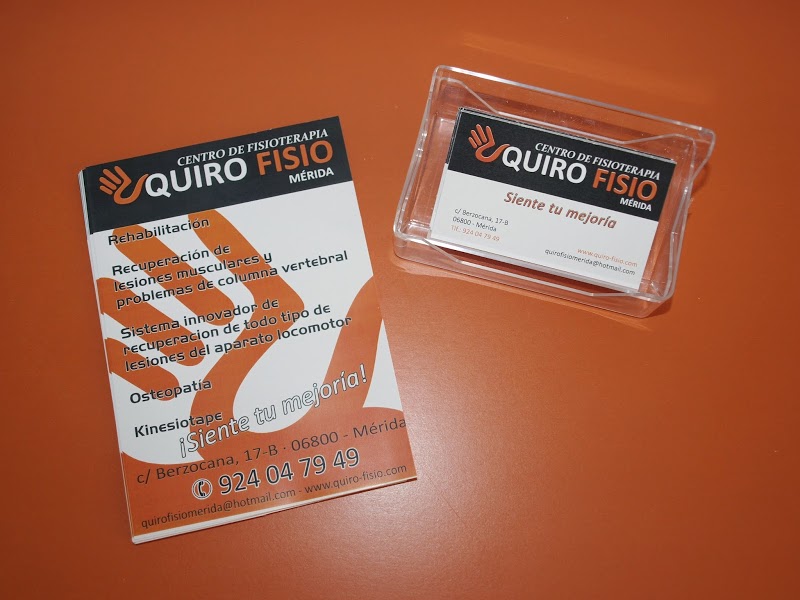 CENTRO DE FISIOTERAPIA
QUIRO FISIO
MÉRIDA
Rehabilitación
Recuperación de
lesiones musculares y
problemas de columna vertebral
Sistema innovador de
recuperacion de todo tipo de
lesiones del aparato locomotor
Osteopatía
Kinesiotape
¡Siente tu mejoría!
c/ Berzocana, 17-B · 06800 - Mérida
924 04 79 49
quirofisiomerida@hotmail.com - www.quiro-fisio.com
CENTRO DE FISIOTERAPIA
QUIRO FISIO
MÉRIDA
Siente tu mejoría
c/ Berzocana, 17-B
06800 - Mérida
Tlf.: 924 04 79 49
www.quiro-fisio.com
quirofisiomerida@hotmail.com